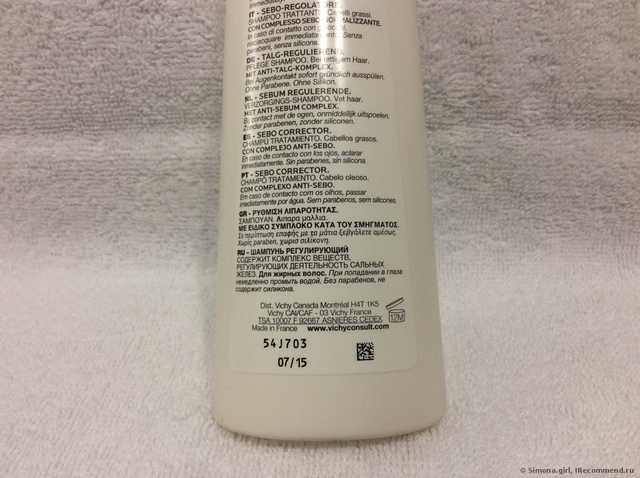 IT - SEBO-REGOLATORE
SHAMPOO TRATTANTE. Capelli grassi.
CON COMPLESSO SEBO-NORMALIZZANTE.
In caso di contatto con gli occhi,
risciacquare immediatamente. Senza
parabeni, senza silicone.
DE - TALG-REGULIEREND.
PFLEGE SHAMPOO. Bei fettigem Haar.
MIT ANTI-TALG-KOMPLEX.
Bei Augenkontakt sofort gründlich ausspülen.
Ohne Parabene. Ohne Silikon.
NL - SEBUM REGULERENDE.
VERZORGINGS-SHAMPOO. Vet haar.
MET ANTI-SEBUM COMPLEX.
Bij contact met de ogen, onmiddellijk uitspoelen.
Zonder parabenen, zonder siliconen.
ES - SEBO CORRECTOR.
CHAMPÚ TRATAMIENTO. Cabellos grasos.
CON COMPLEJO ANTI-SEBO.
En caso de contacto con los ojos, aclarar
inmediatamente. Sin parabenes, sin silicona
PT - SEBO CORRECTOR.
CHAMPO TRATAMENTO. Cabelo oleoso.
COM COMPLEXO ANTI-SEBO.
Em caso de contacto com os olhos, passar
imediatamente por água. Sem parabenos, sem silicones
GR - ΡΥΘΜΙΣΗ ΛΙΠΑΡΟΤΗΤΑΣ.
ΣΑΜΠΟΥΑΝ. Λιπαρα μαλλια.
ΜΕ ΕΙΔΙΚΟ ΣΥΜΠΛΟΚΟ ΚΑΤΑ ΤΟΥ ΣΜΗΓΜΑΤΟΣ.
Σε περίπτωση επαφής με τα μάτια ξεβγάλετε αμέσως.
Χωρίς paraben, χωρίς σιλικόνη.
RU - ШАМПУНЬ РЕГУЛИРУЮЩИЙ
СОДЕРЖИТ КОМПЛЕКС ВЕЩЕСТВ,
РЕГУЛИРУЮЩИХ ДЕЯТЕЛЬНОСТЬ САЛЬНЫХ
ЖЕЛЕЗ. Для жирных волос. При попадании в глаза
немедленно промыть водой. Без парабенов, не
содержит силикона.
Dist. Vichy Canada Montréal H4T 1K5
Vichy CAI/CAF - 03 Vichy France
TSA 10007 F 92667 ASNIERES CEDEX
Made in France www.vichyconsult.com
12M
54J703
07/15
© Simona.girl, IRecommend.ru